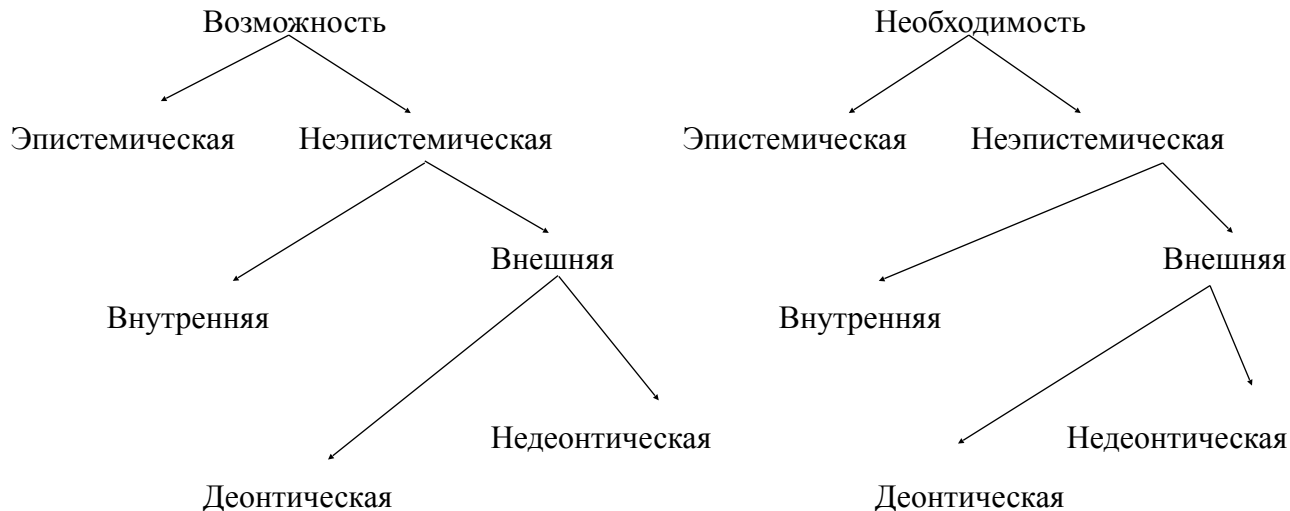 Возможность Необходимость
Эпистемическая Неэпистемическая Эпистемическая Неэпистемическая
Внешняя Внешняя
Внутренняя Внутренняя
Недеонтическая Недеонтическая
Деонтическая Деонтическая